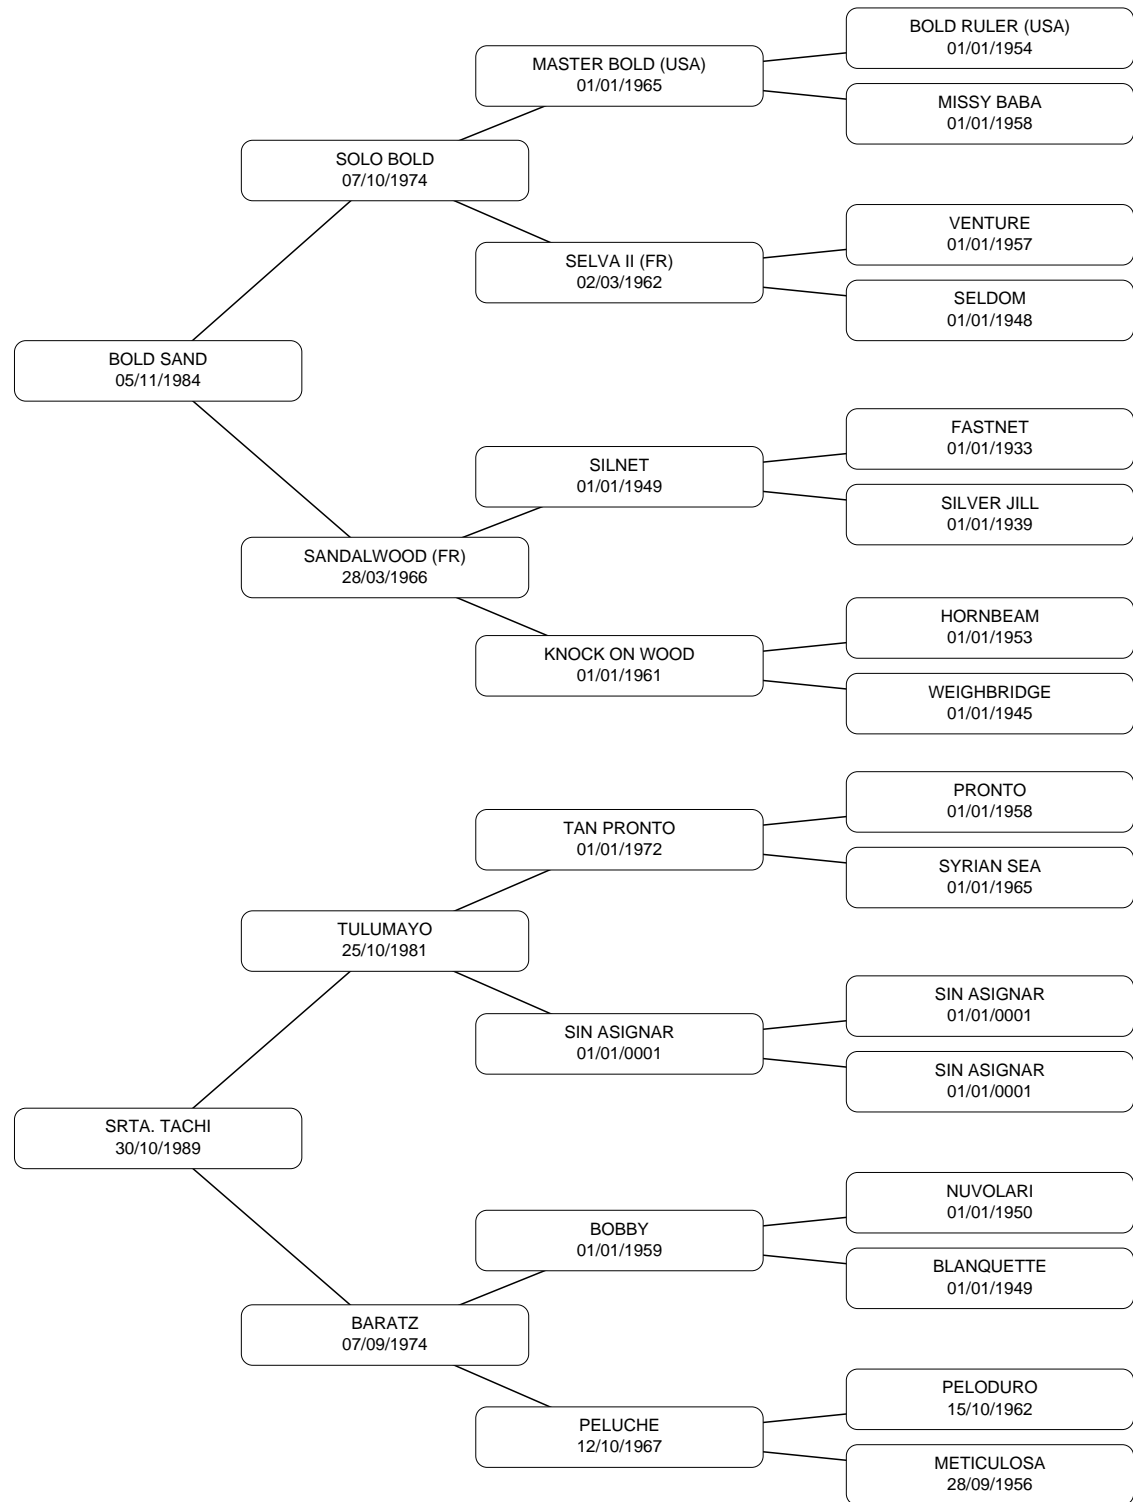 BOLD RULER (USA)
01/01/1954
MASTER BOLD (USA)
01/01/1965
MISSY BABA
01/01/1958
SOLO BOLD
07/10/1974
VENTURE
01/01/1957
SELVA II (FR)
02/03/1962
SELDOM
01/01/1948
BOLD SAND
05/11/1984
FASTNET
01/01/1933
SILNET
01/01/1949
SILVER JILL
01/01/1939
SANDALWOOD (FR)
28/03/1966
HORNBEAM
01/01/1953
KNOCK ON WOOD
01/01/1961
WEIGHBRIDGE
01/01/1945
PRONTO
01/01/1958
TAN PRONTO
01/01/1972
SYRIAN SEA
01/01/1965
TULUMAYO
25/10/1981
SIN ASIGNAR
01/01/0001
SIN ASIGNAR
01/01/0001
SIN ASIGNAR
01/01/0001
SRTA. TACHI
30/10/1989
NUVOLARI
01/01/1950
BOBBY
01/01/1959
BLANQUETTE
01/01/1949
BARATZ
07/09/1974
PELODURO
15/10/1962
PELUCHE
12/10/1967
METICULOSA
28/09/1956